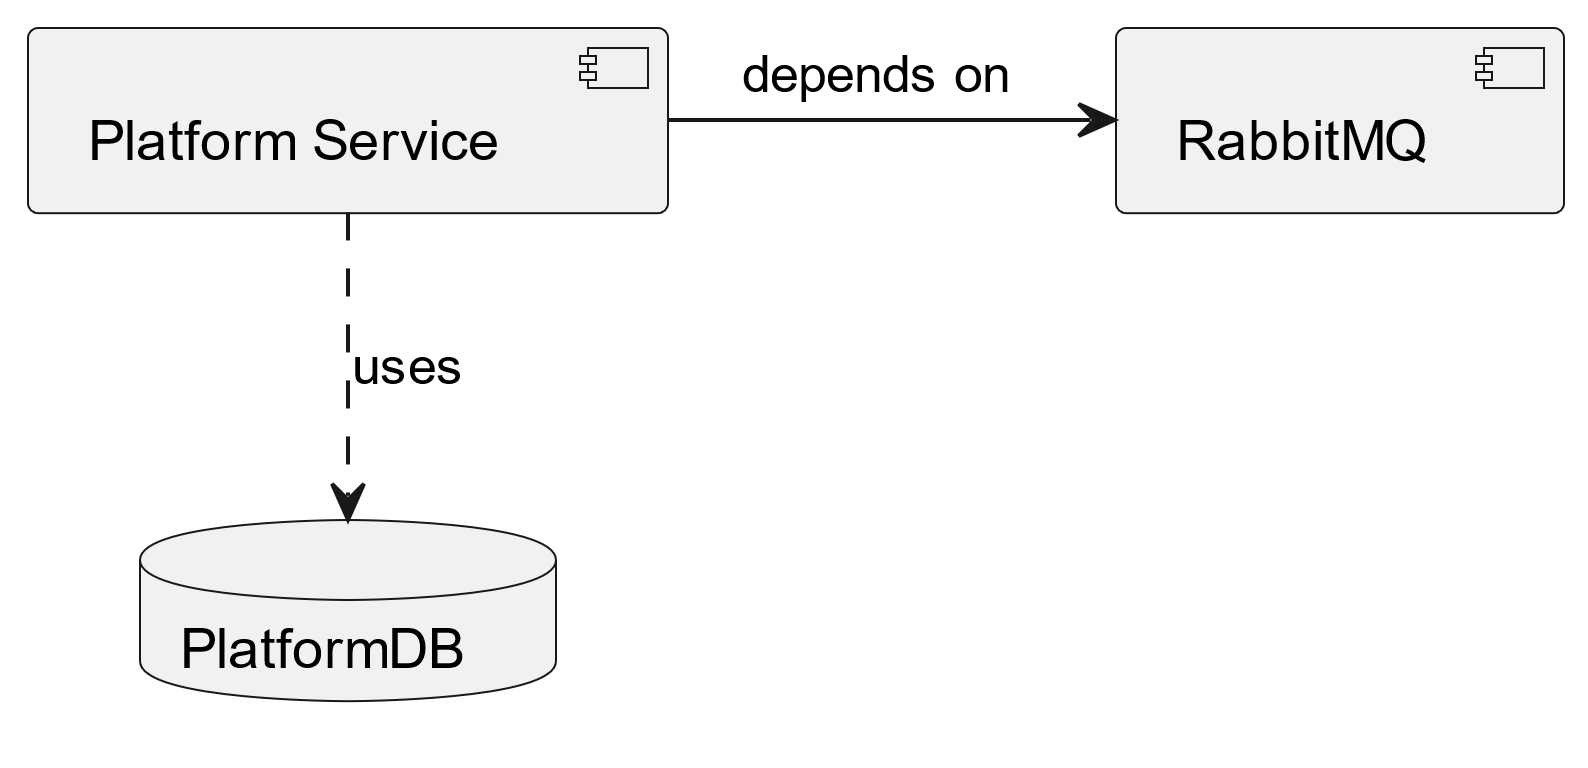 depends on
Platform Service
RabbitMQ
uses
PlatformDB